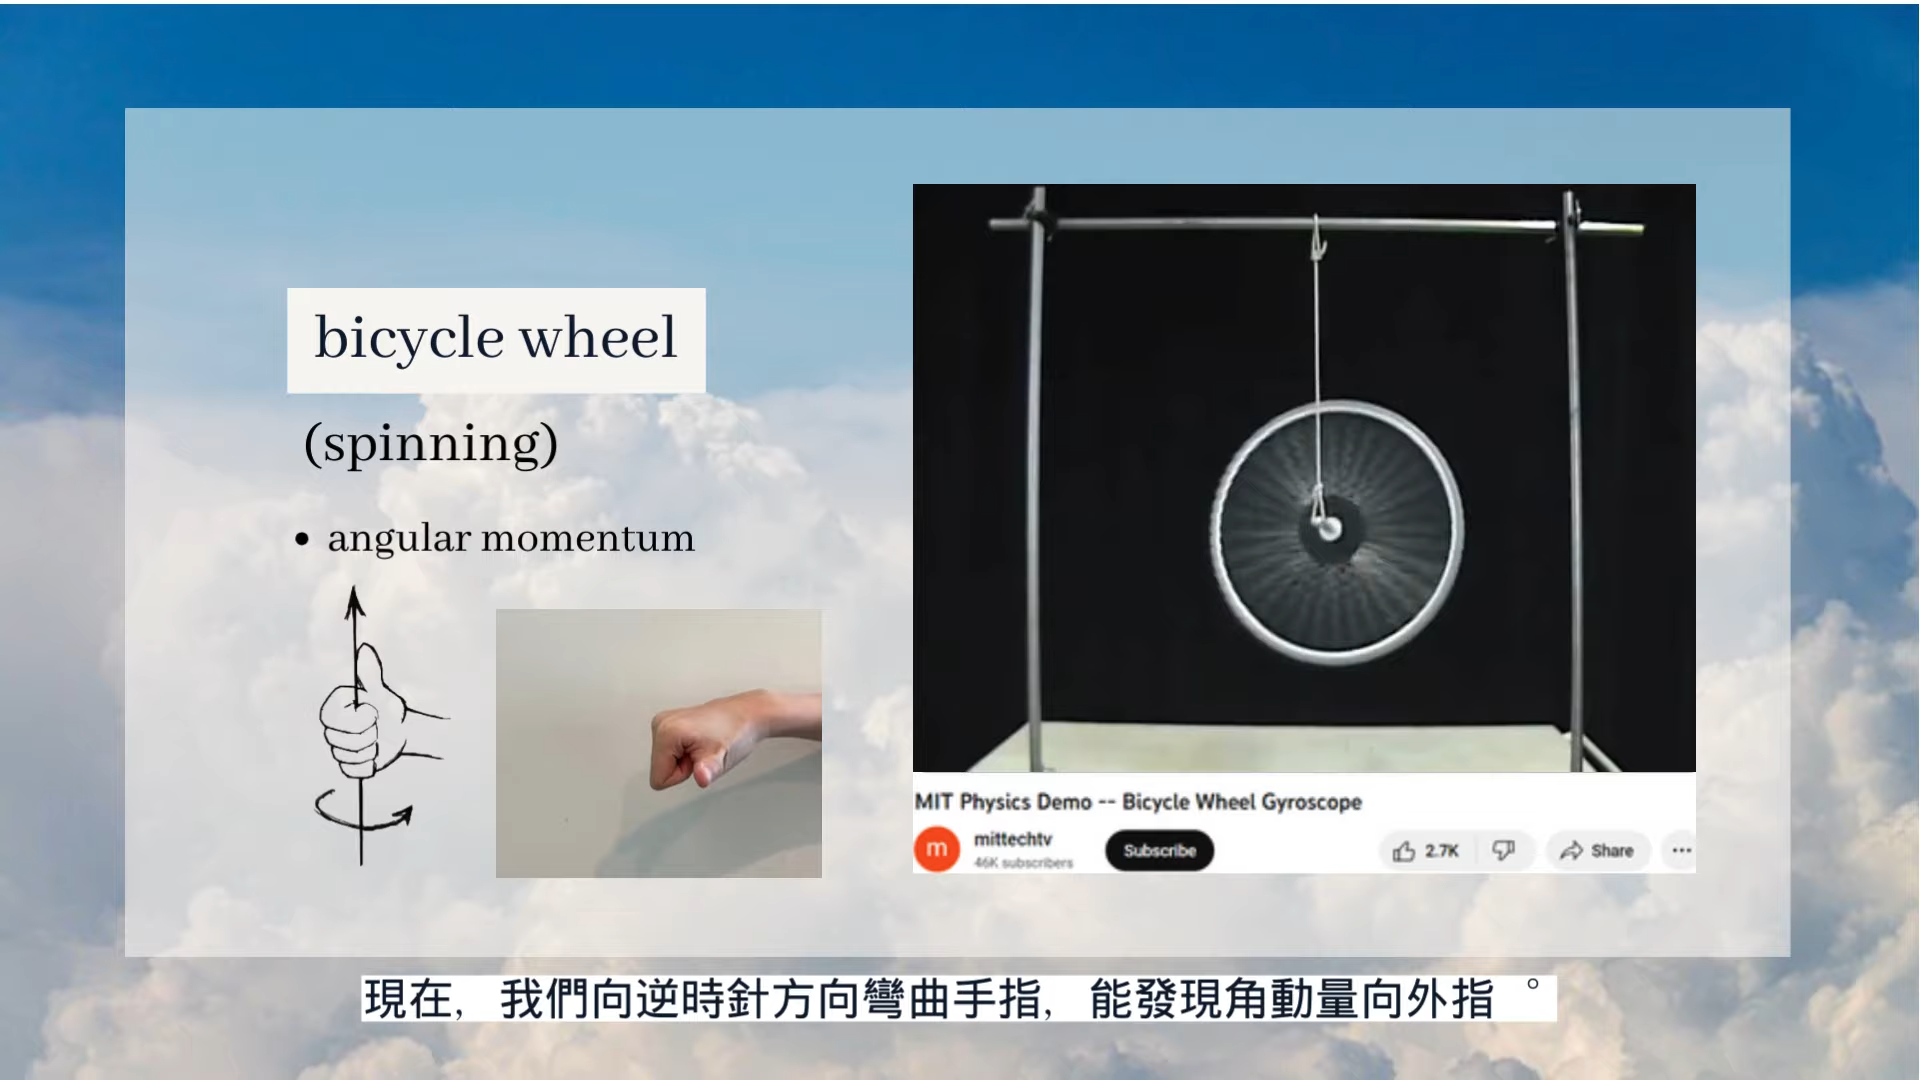 bicycle wheel
(spinning)
• angular momentum
MIT Physics Demo -- Bicycle Wheel Gyroscope
m
mittechtv
46K subscribers
Subscribe
2.7K
Share
現在，我們向逆時針方向彎曲手指，能發現角動量向外指。